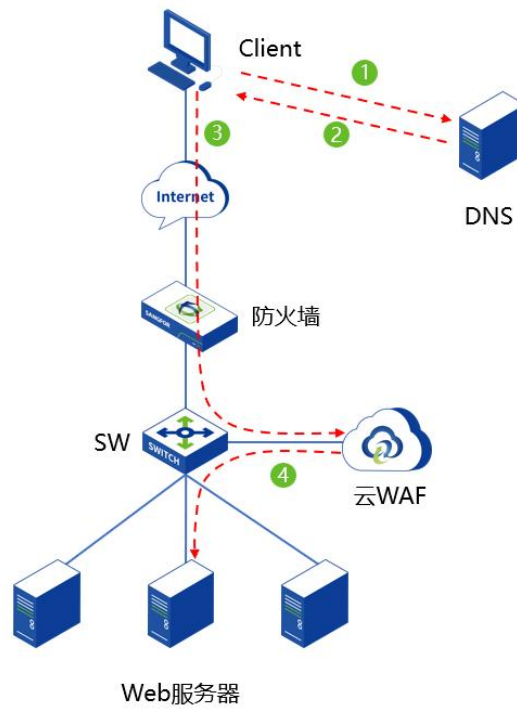 Client
1
2
3
Internet
DNS
SANGFOR
防火墙
SW
SWITCH
4
云WAF
Web服务器